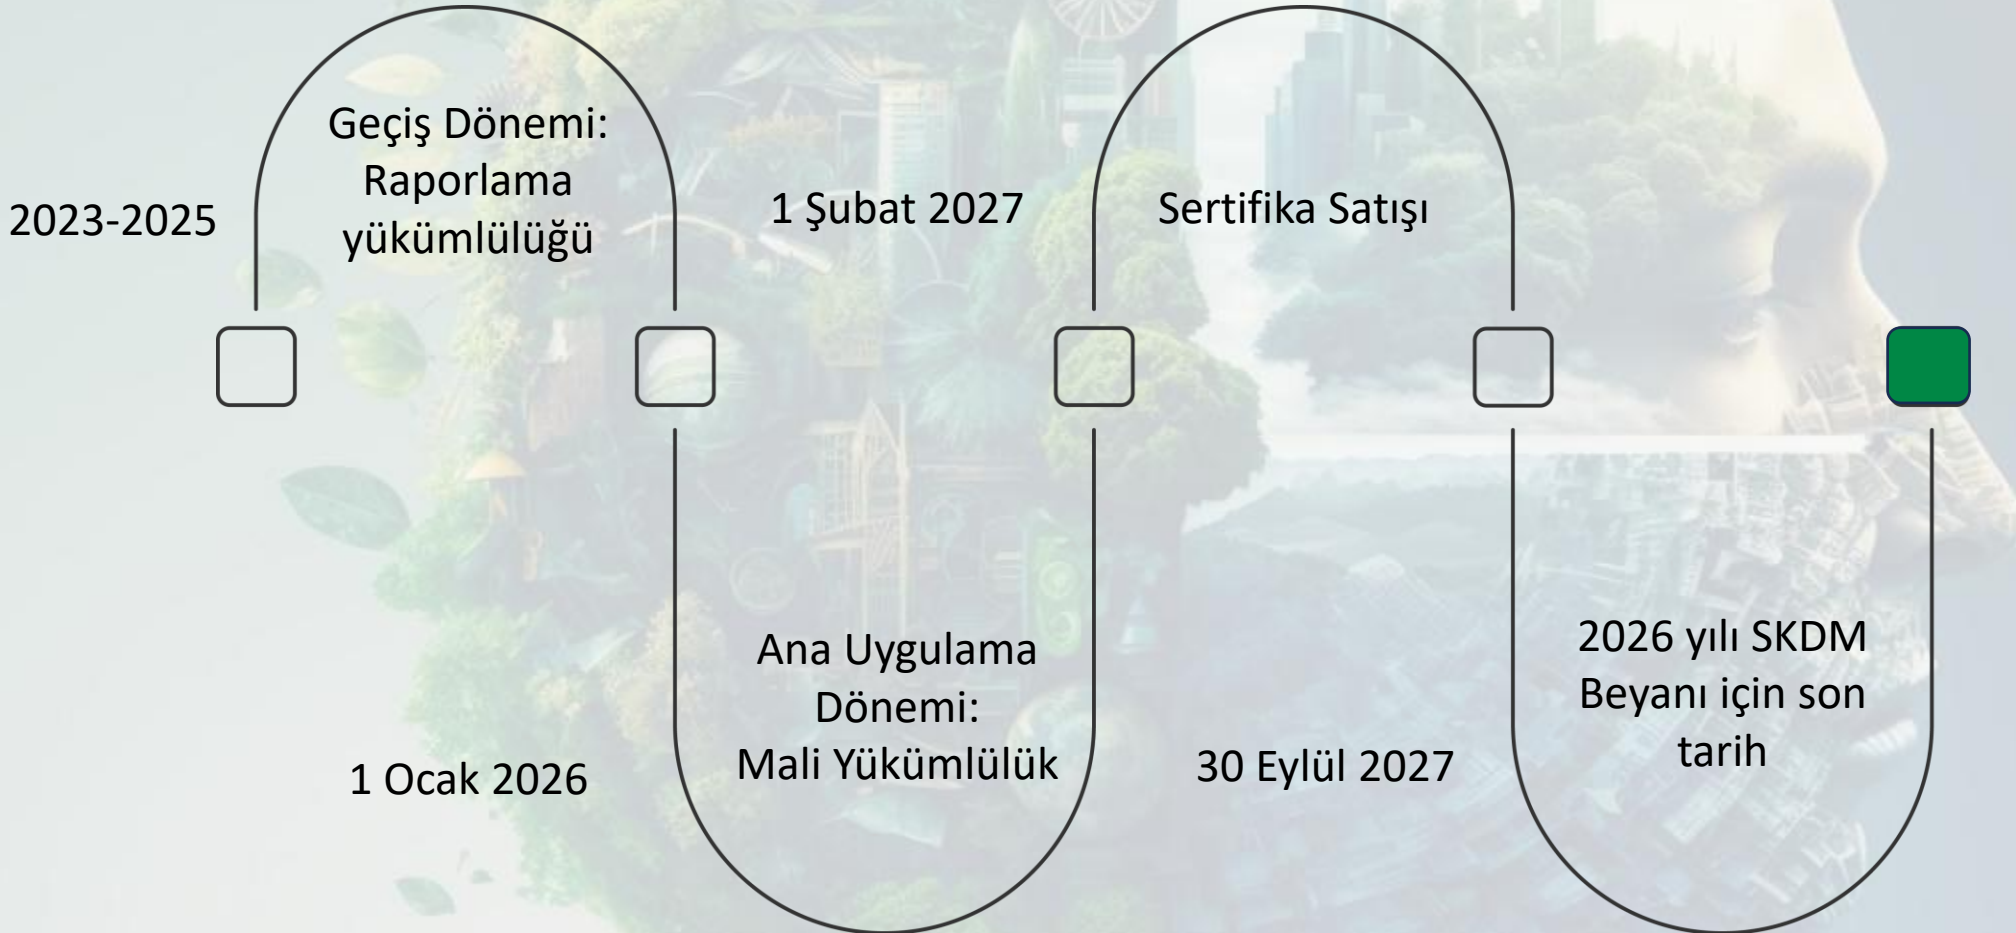 2023-2025
Geçiş Dönemi:
Raporlama
yükümlülüğü
1 Ocak 2026
Ana Uygulama
Dönemi:
Mali Yükümlülük
1 Şubat 2027
Sertifika Satışı
30 Eylül 2027
2026 yılı SKDM
Beyanı için son
tarih